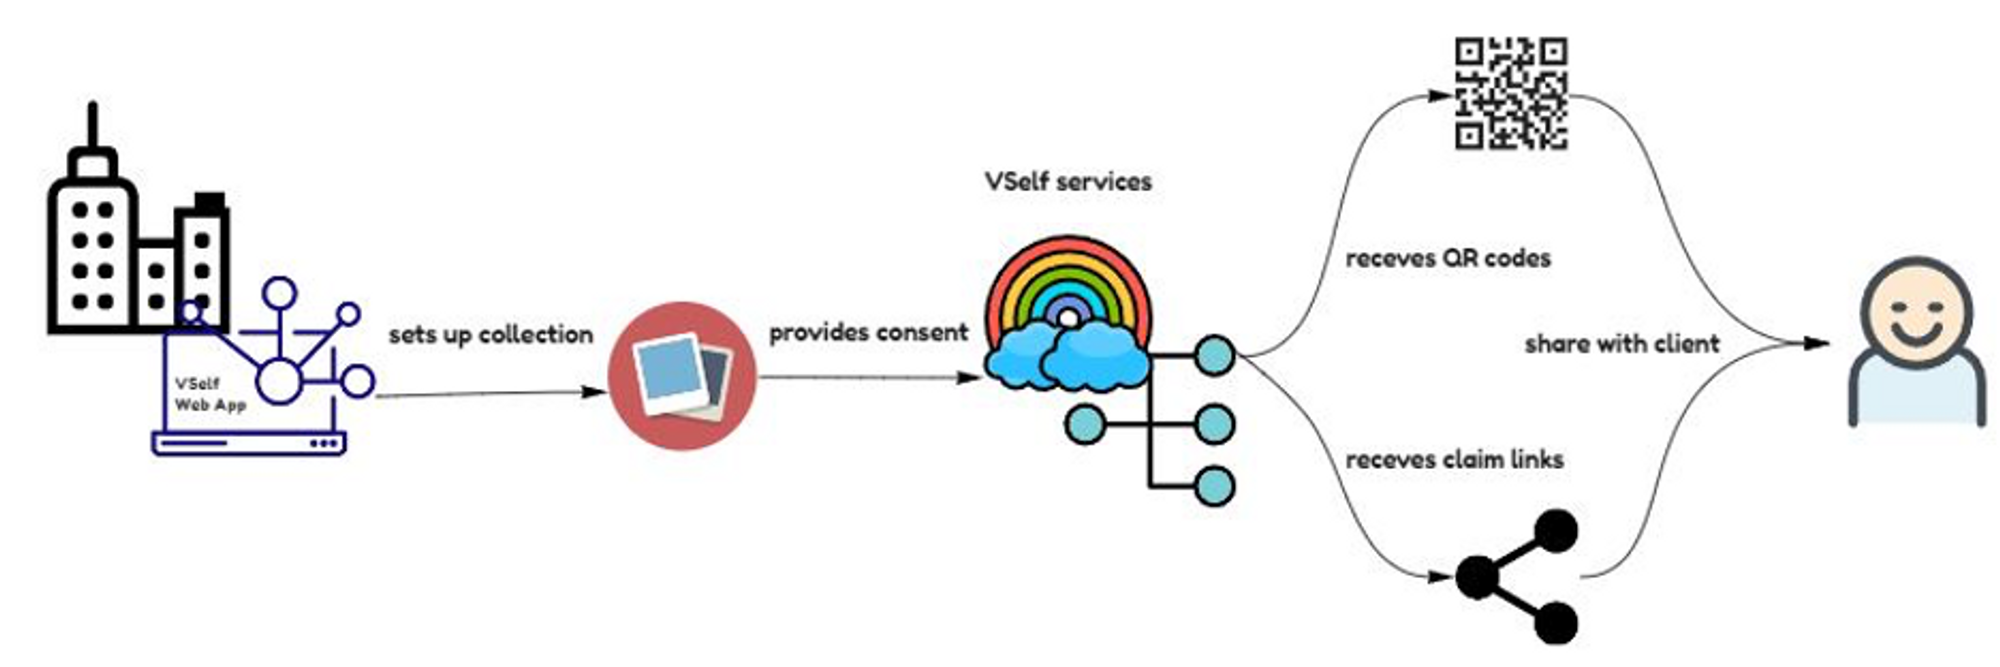 VSelf
Web App
sets up collection
provides consent
VSelf services
receves QR codes
share with client
receves claim links